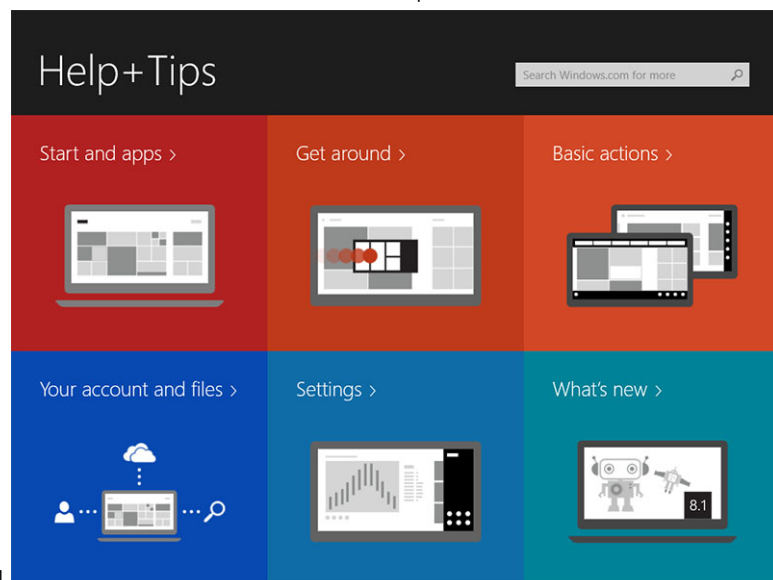 Help+Tips
Search Windows.com for more
Start and apps >
Get around >
Basic actions >
Your account and files >
Settings >
What's new >
8.1